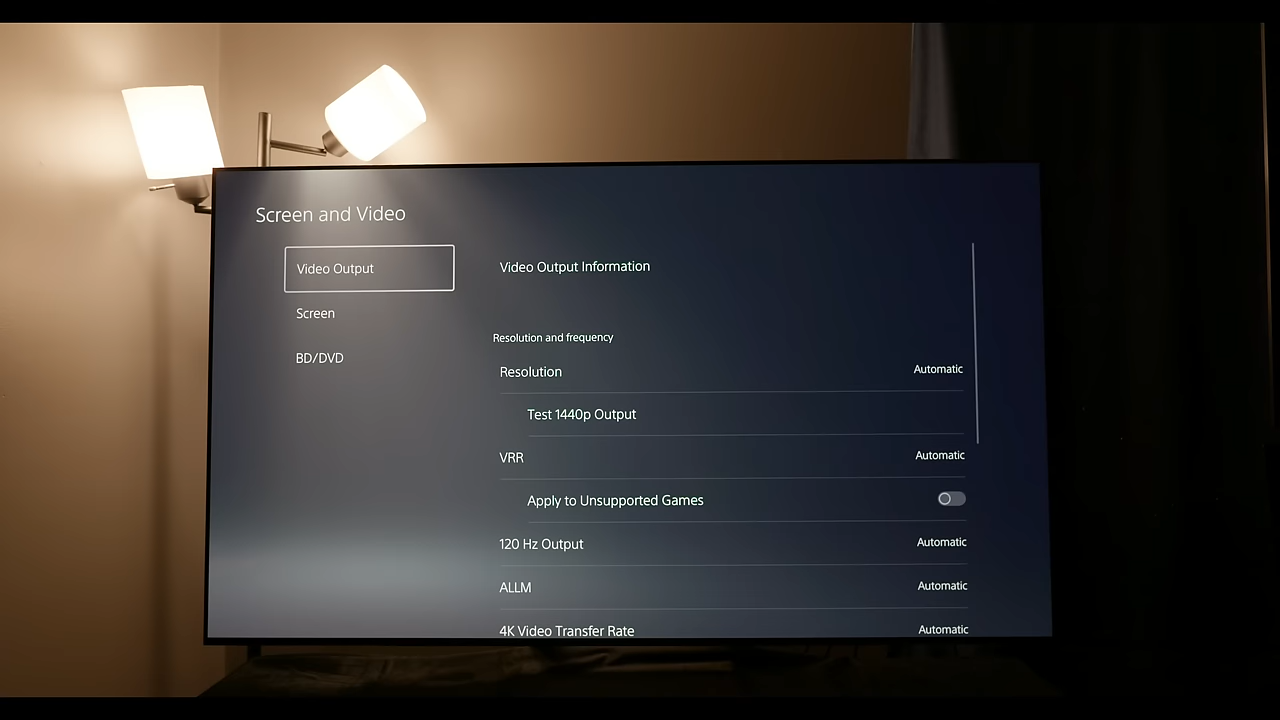 Screen and Video
Video Output
Screen
BD/DVD
Video Output Information
Resolution and frequency
Resolution Automatic
Test 1440p Output
VRR Automatic
Apply to Unsupported Games
120 Hz Output Automatic
ALLM Automatic
4K Video Transfer Rate Automatic